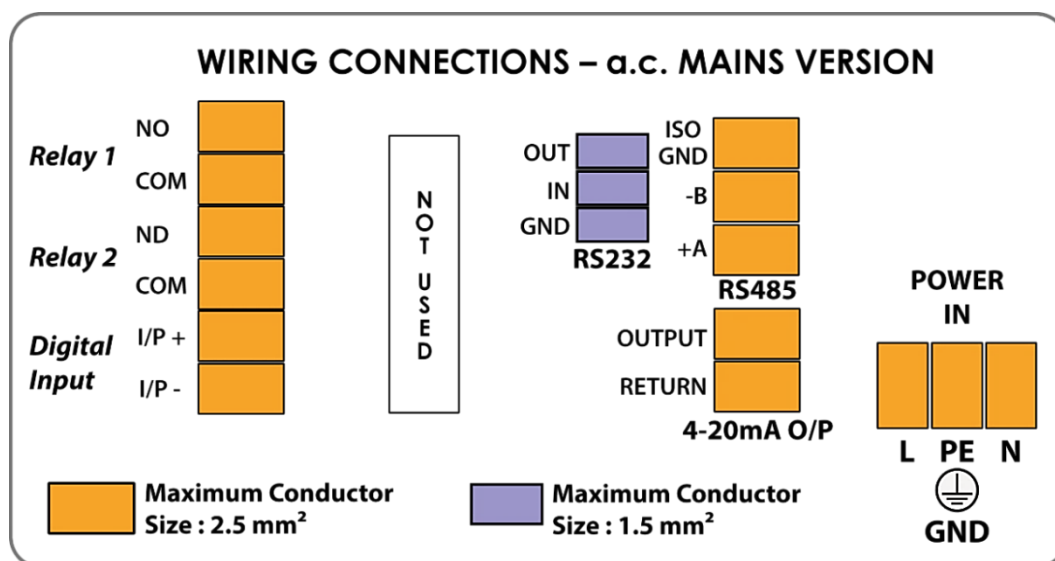 WIRING CONNECTIONS – a.c. MAINS VERSION
Relay 1
NO
COM
Relay 2
ND
COM
Digital
Input
I/P +
I/P -
NOT USED
OUT
IN
GND
RS232
ISO
GND
-B
+A
RS485
OUTPUT
RETURN
4-20mA O/P
POWER
IN
L PE N
GND
Maximum Conductor
Size : 2.5 mm²
Maximum Conductor
Size : 1.5 mm²